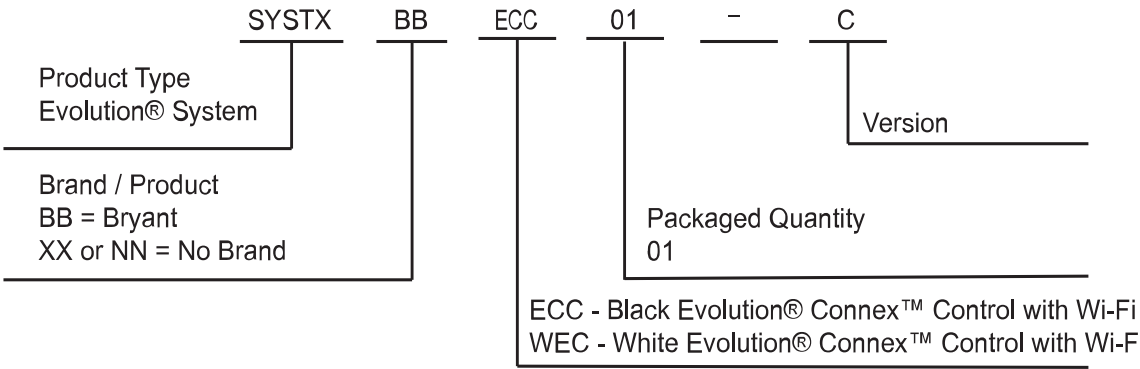 SYSTX BB ECC 01 – C
Product Type
Evolution® System
Version
Brand / Product
BB = Bryant
XX or NN = No Brand
Packaged Quantity
01
ECC - Black Evolution® Connex™ Control with Wi-Fi
WEC - White Evolution® Connex™ Control with Wi-F